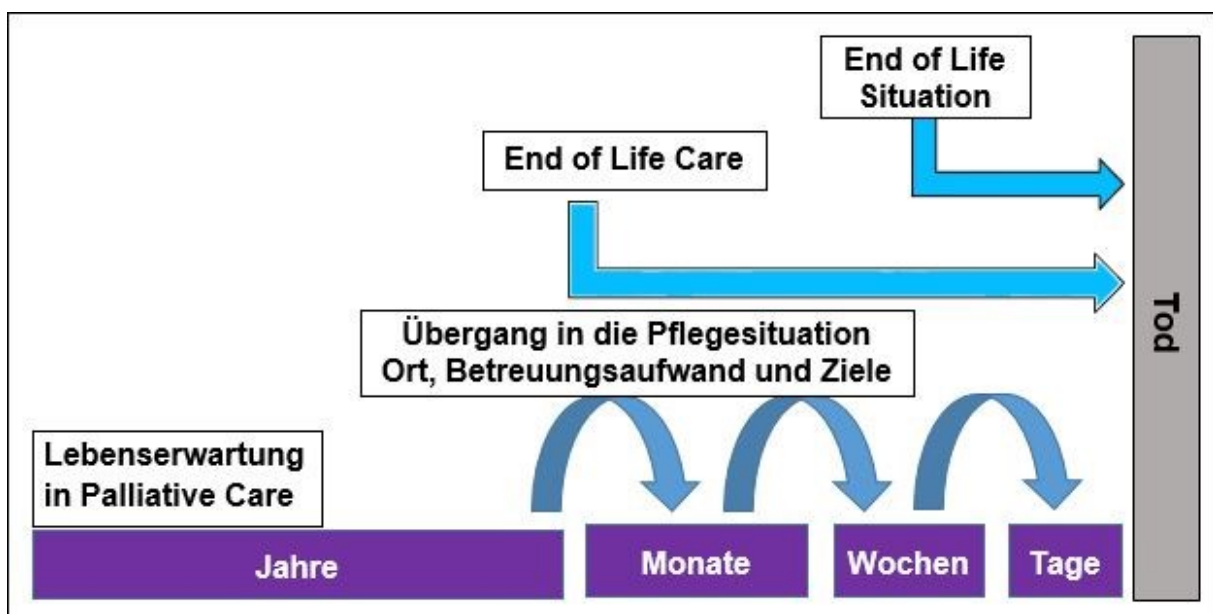 End of Life
Situation
End of Life Care
Übergang in die Pflegesituation
Ort, Betreuungsaufwand und Ziele
Lebenserwartung
in Palliative Care
Jahre
Monate
Wochen
Tage
Tod